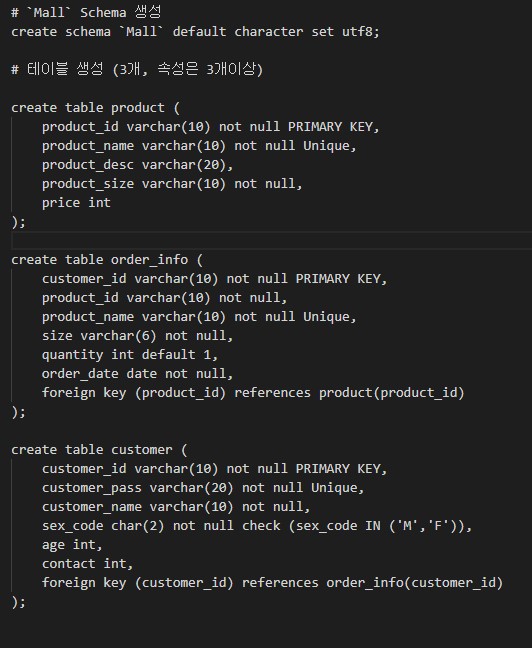 # `Mall` Schema 생성
create schema `Mall` default character set utf8;
# 테이블 생성 (3개, 속성은 3개이상)
create table product (
product_id varchar(10) not null PRIMARY KEY,
product_name varchar(10) not null Unique,
product_desc varchar(20),
product_size varchar(10) not null,
price int
);
create table order_info (
customer_id varchar(10) not null PRIMARY KEY,
product_id varchar(10) not null,
product_name varchar(10) not null Unique,
size varchar(6) not null,
quantity int default 1,
order_date date not null,
foreign key (product_id) references product(product_id)
);
create table customer (
customer_id varchar(10) not null PRIMARY KEY,
customer_pass varchar(20) not null Unique,
customer_name varchar(10) not null,
sex_code char(2) not null check (sex_code IN ('M','F')),
age int,
contact int,
foreign key (customer_id) references order_info(customer_id)
);